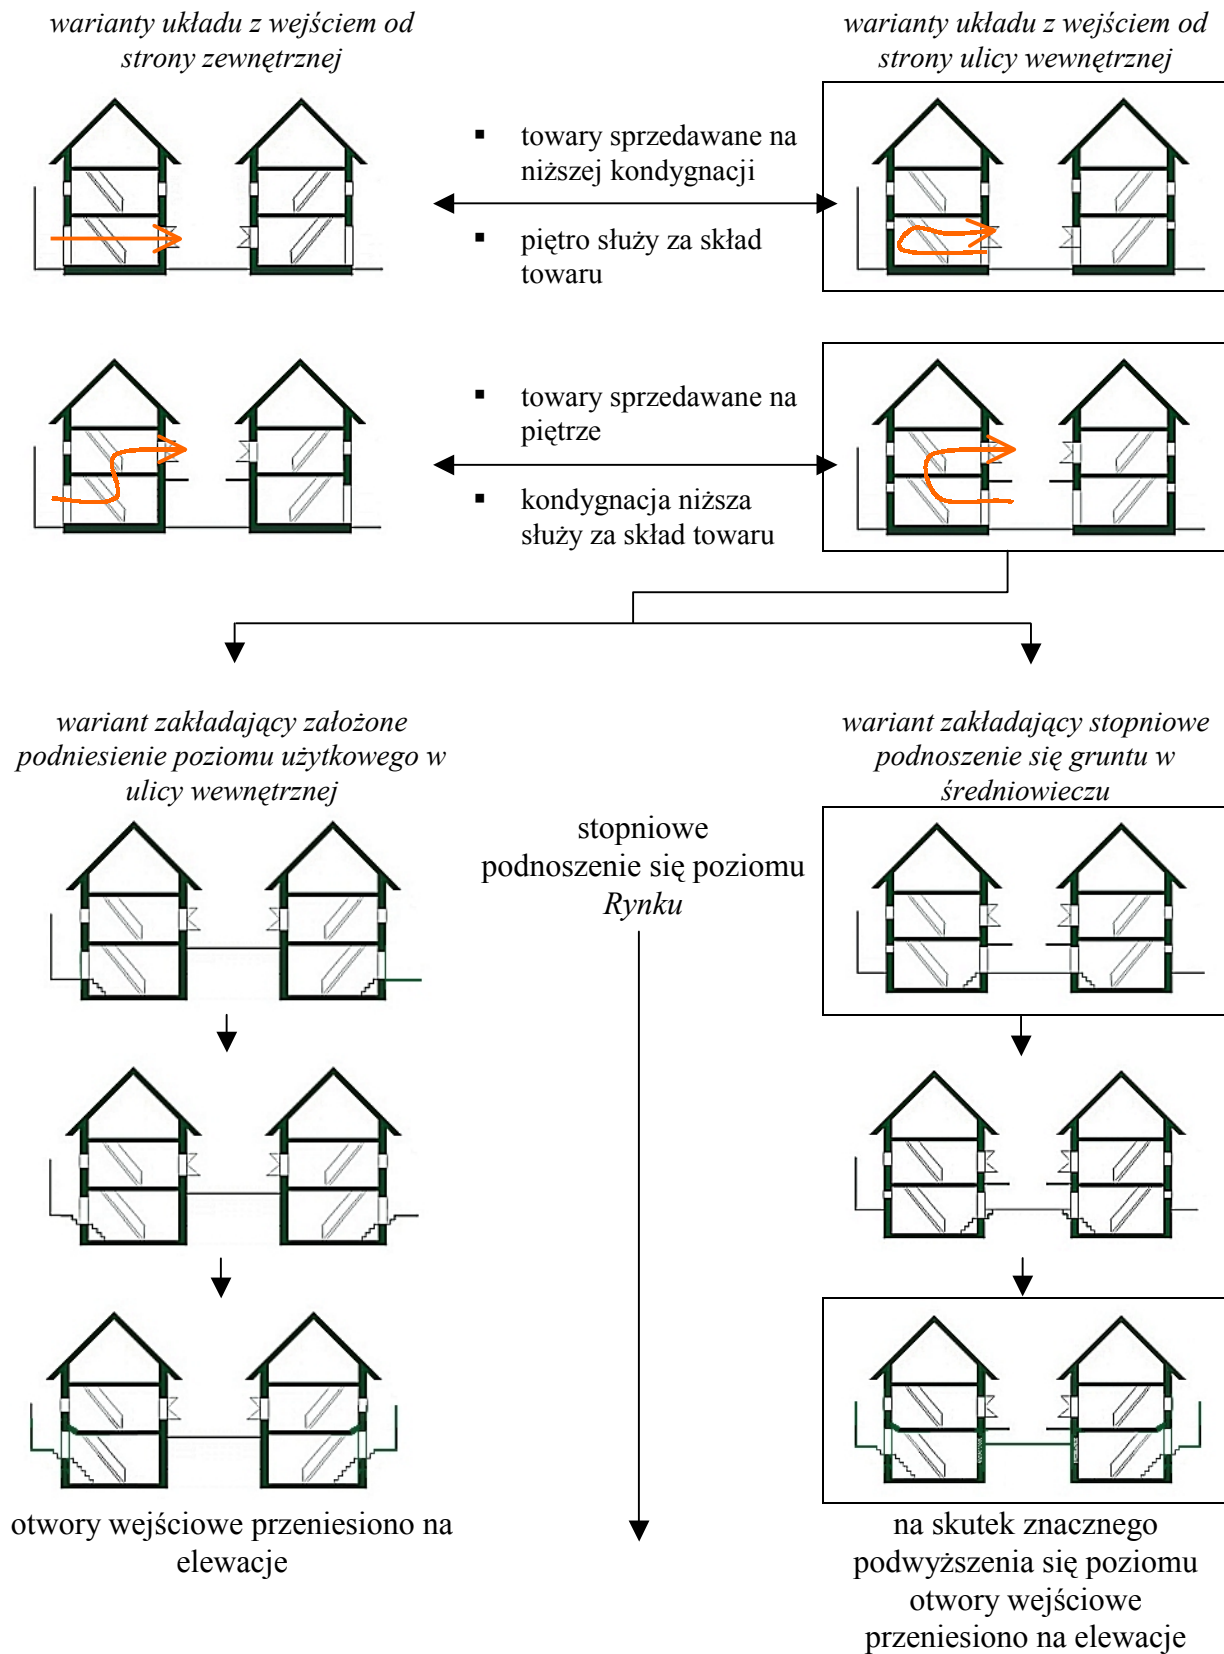 warianty układu z wejściem od
strony zewnętrznej
warianty układu z wejściem od
strony ulicy wewnętrznej
▪ towary sprzedawane na
niższej kondygnacji
▪ piętro służy za skład
towaru
▪ towary sprzedawane na
piętrze
▪ kondygnacja niższa
służy za skład towaru
wariant zakładający założone
podniesienie poziomu użytkowego w
ulicy wewnętrznej
wariant zakładający stopniowe
podnoszenie się gruntu w
średniowieczu
stopniowe
podnoszenie się poziomu
Rynku
otwory wejściowe przeniesiono na
elewacje
na skutek znacznego
podwyższenia się poziomu
otwory wejściowe
przeniesiono na elewacje